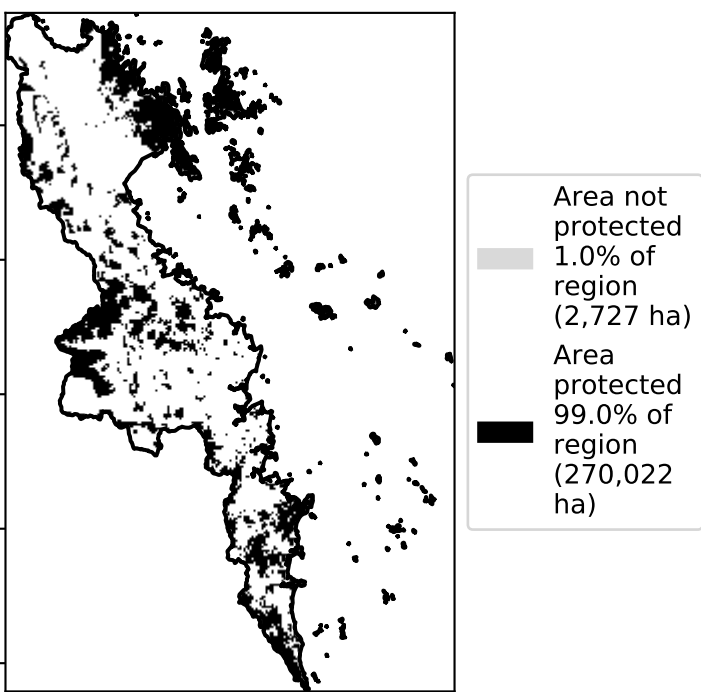 Area not
protected
1.0% of
region
(2,727 ha)
Area
protected
99.0% of
region
(270,022
ha)